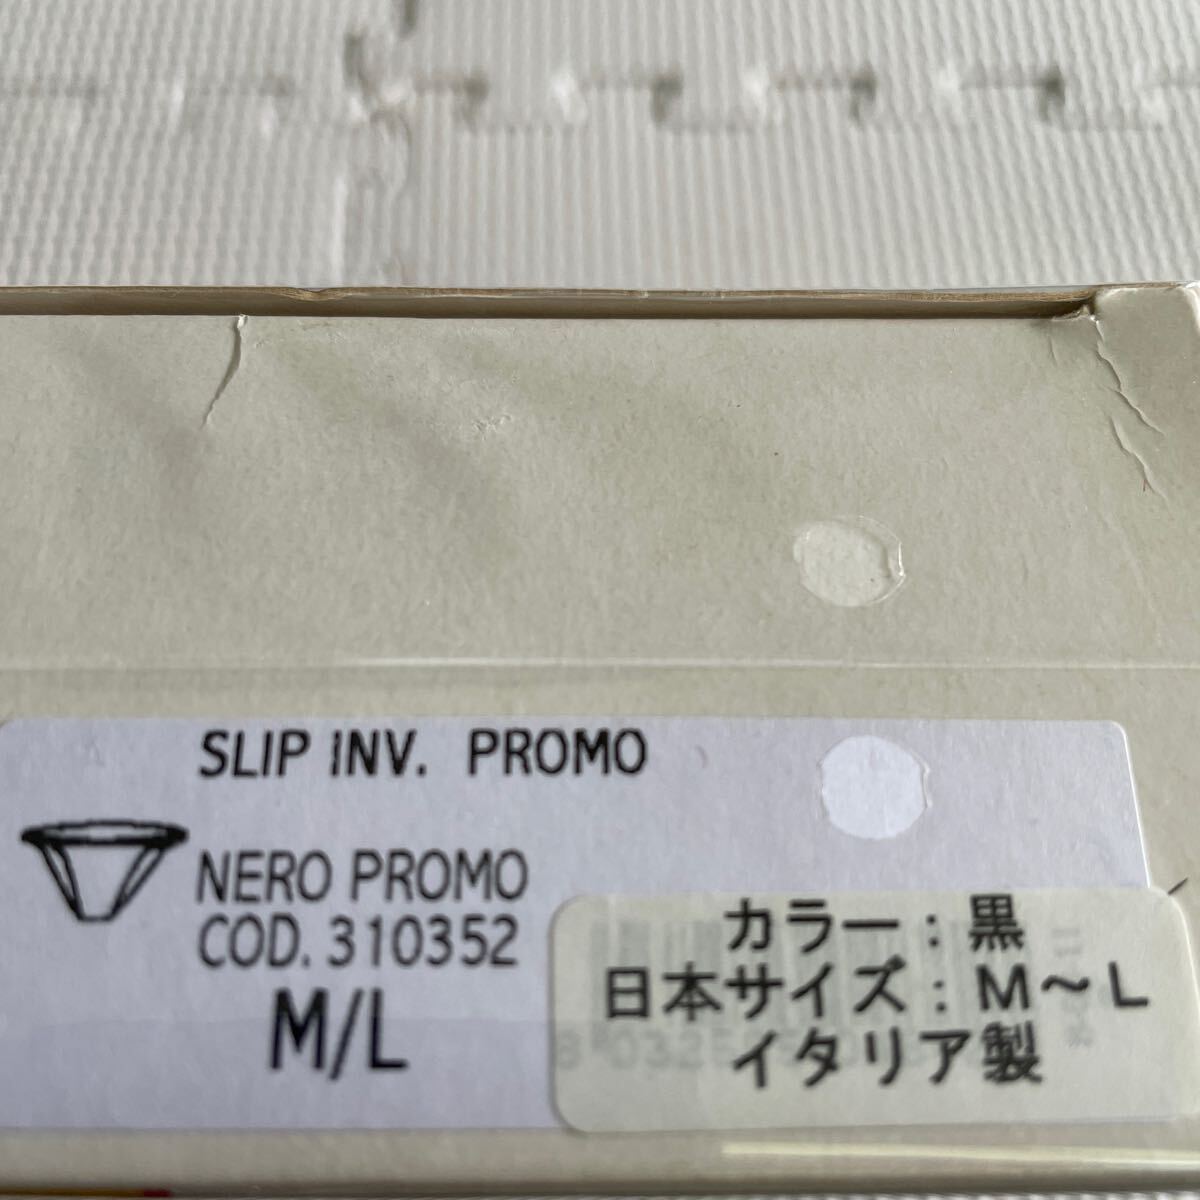 SLIP INV. PROMO
NERO PROMO
COD.310352
M/L
カラー：黒
日本サイズ：M～L
イタリア製